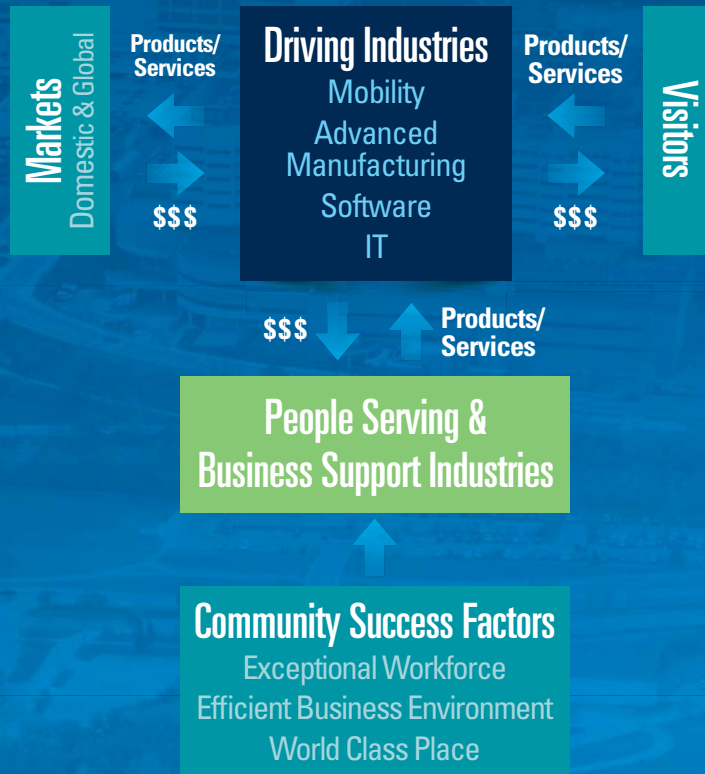 Markets
Domestic & Global
Products/
Services
$$$
Driving Industries
Mobility
Advanced
Manufacturing
Software
IT
Products/
Services
$$$
Visitors
$$$
Products/
Services
People Serving &
Business Support Industries
Community Success Factors
Exceptional Workforce
Efficient Business Environment
World Class Place